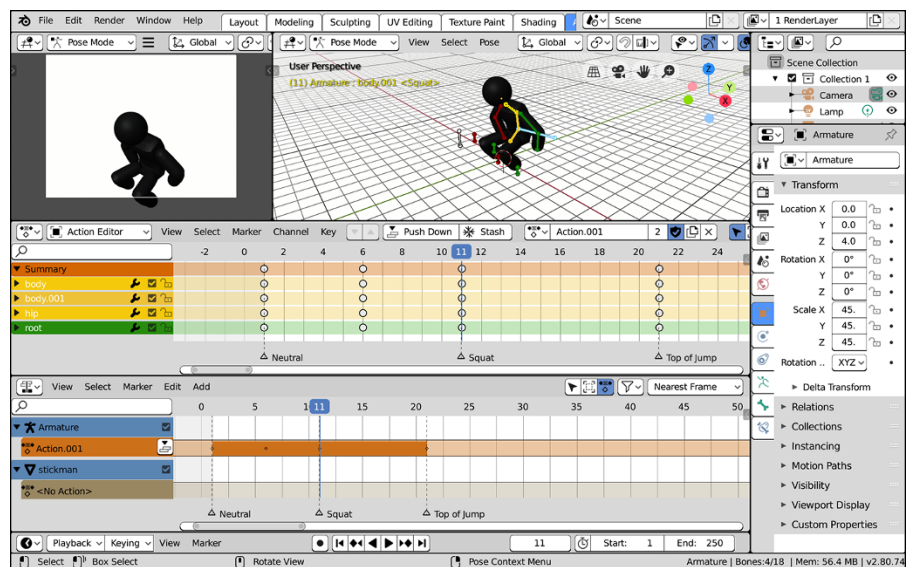 File Edit Render Window Help Layout Modeling Sculpting UV Editing Texture Paint Shading Scene 1 RenderLayer
Pose Mode Global Pose Mode View Select Pose Global
User Perspective
(11) Armature : body.001 <Squat>
Z
Y
X
Scene Collection
Collection 1
Camera
Lamp
Armature
Armature
Transform
Location X 0.0
Y 0.0
Z 4.0
Rotation X 0°
Y 0°
Z 0°
Scale X 45.
Y 45.
Z 45.
Rotation .. XYZ
Delta Transform
Relations
Collections
Instancing
Motion Paths
Visibility
Viewport Display
Custom Properties
Action Editor View Select Marker Channel Key Push Down Stash Action.001 2
-2 0 2 4 6 8 10 11 12 14 16 18 20 22 24
Summary
body
body.001
hip
root
Neutral Squat Top of Jump
View Select Marker Edit Add Nearest Frame
0 5 1 11 15 20 25 30 35 40 45 50
Armature
Action.001
stickman
<No Action>
Neutral Squat Top of Jump
Playback Keying View Marker 11 Start: 1 End: 250
Select Box Select Rotate View Pose Context Menu Armature | Bones:4/18 | Mem: 56.4 MB | v2.80.74